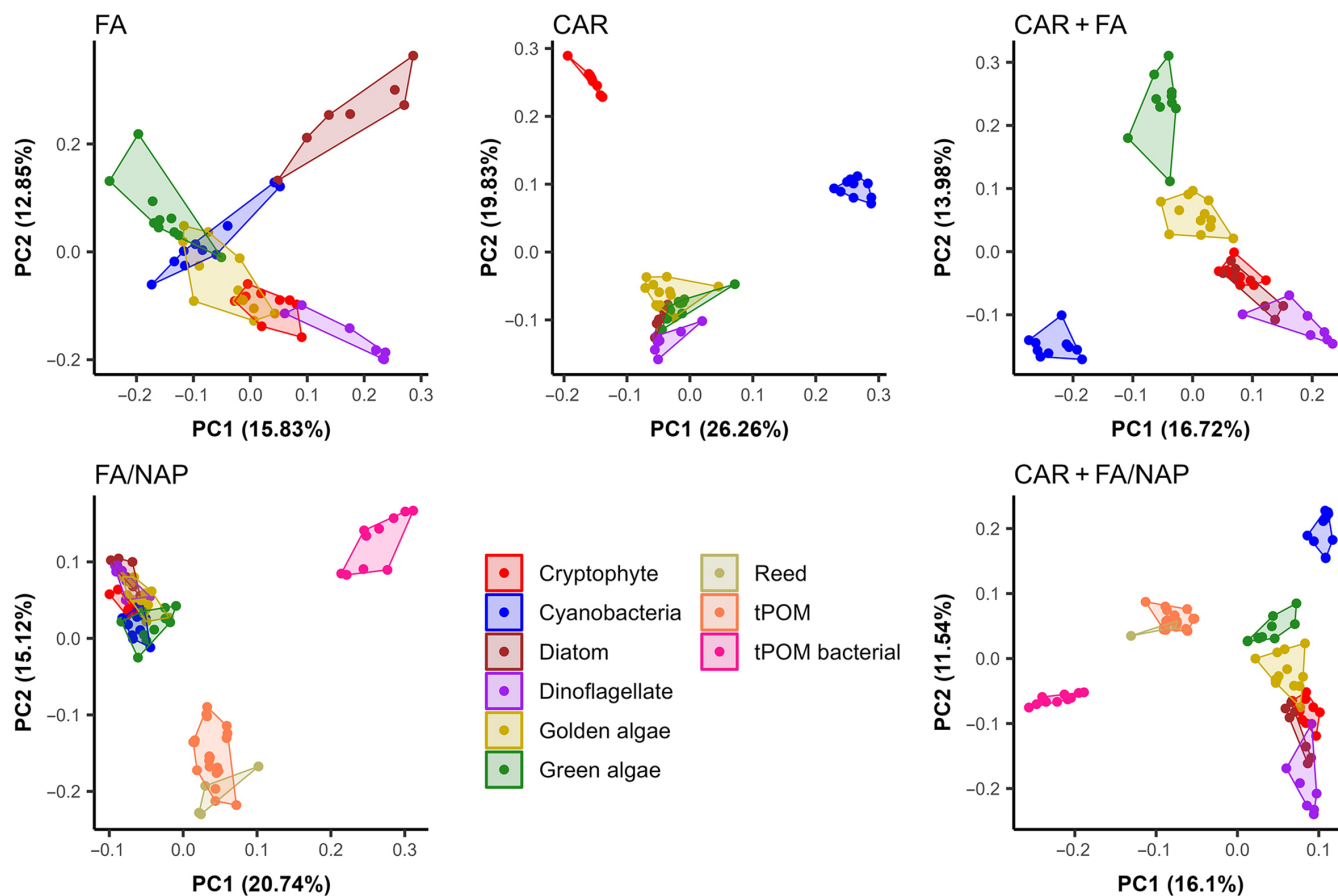 FA
PC2 (12.85%)
0.2
0.0
−0.2
−0.2 −0.1 0.0 0.1 0.2 0.3
PC1 (15.83%)
CAR
PC2 (19.83%)
0.3
0.2
0.1
0.0
−0.1
−0.2 −0.1 0.0 0.1 0.2 0.3
PC1 (26.26%)
CAR + FA
PC2 (13.98%)
0.3
0.2
0.1
0.0
−0.1
−0.2 −0.1 0.0 0.1 0.2
PC1 (16.72%)
FA/NAP
PC2 (15.12%)
0.1
0.0
−0.1
−0.2
−0.1 0.0 0.1 0.2 0.3
PC1 (20.74%)
Cryptophyte
Cyanobacteria
Diatom
Dinoflagellate
Golden algae
Green algae
Reed
tPOM
tPOM bacterial
CAR + FA/NAP
PC2 (11.54%)
0.2
0.1
0.0
−0.1
−0.2
−0.2 −0.1 0.0 0.1
PC1 (16.1%)